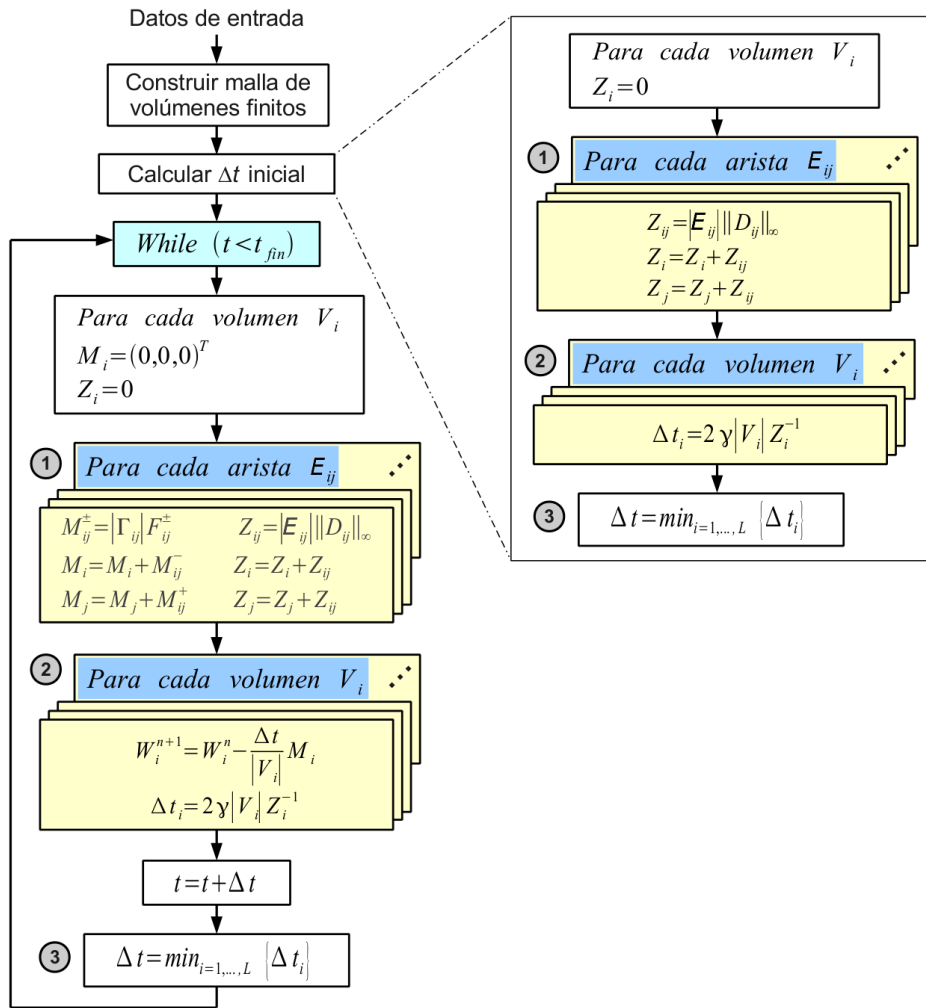 Datos de entrada
Construir malla de
volúmenes finitos
Calcular Δt inicial
While (t<t_fin)
Para cada volumen V_i
M_i=(0,0,0)^T
Z_i=0
1
Para cada arista E_ij
M_ij^±=|Γ_ij|F_ij^± Z_ij=|E_ij|‖D_ij‖_∞
M_i=M_i+M_ij^- Z_i=Z_i+Z_ij
M_j=M_j+M_ij^+ Z_j=Z_j+Z_ij
2
Para cada volumen V_i
W_i^{n+1}=W_i^n−(Δt/|V_i|)M_i
Δt_i=2γ|V_i|Z_i^{-1}
t=t+Δt
3
Δt=min_{i=1,...,L} {Δt_i}
Para cada volumen V_i
Z_i=0
1
Para cada arista E_ij
Z_ij=|E_ij|‖D_ij‖_∞
Z_i=Z_i+Z_ij
Z_j=Z_j+Z_ij
2
Para cada volumen V_i
Δt_i=2γ|V_i|Z_i^{-1}
3
Δt=min_{i=1,...,L} {Δt_i}